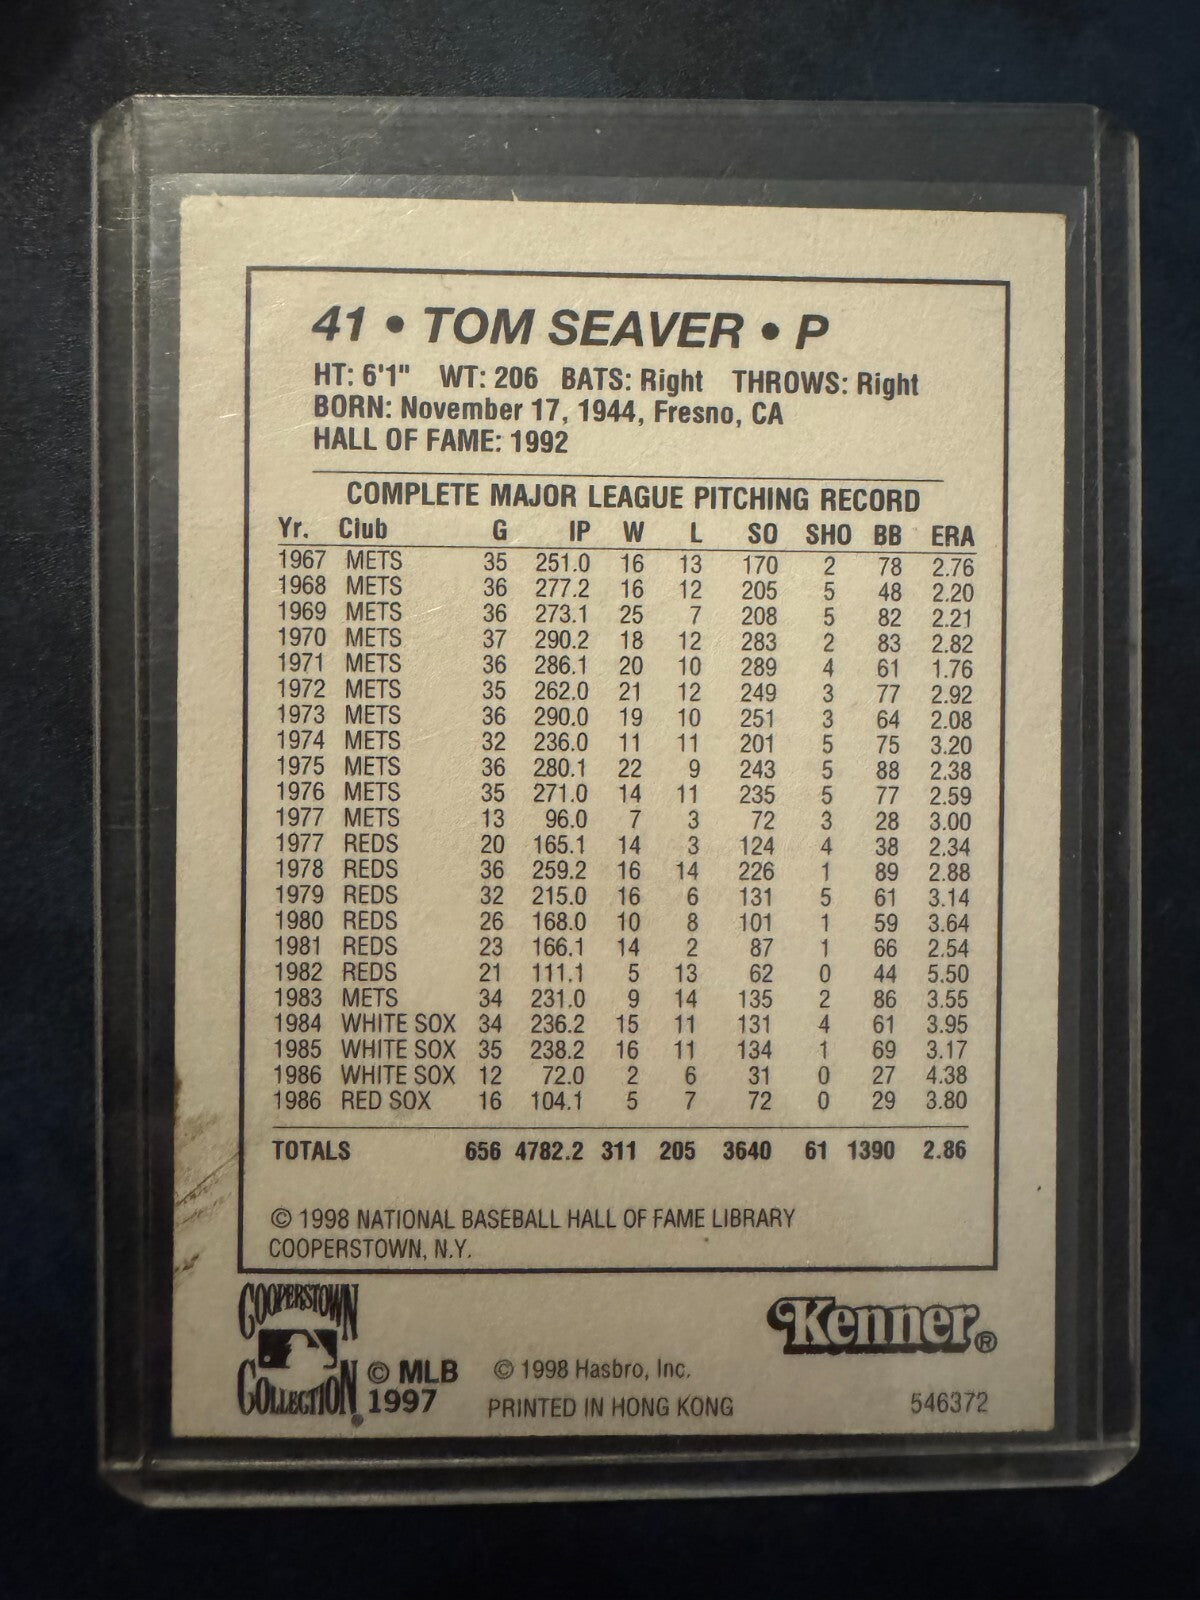 41 • TOM SEAVER • P
HT: 6'1" WT: 206 BATS: Right THROWS: Right
BORN: November 17, 1944, Fresno, CA
HALL OF FAME: 1992
COMPLETE MAJOR LEAGUE PITCHING RECORD
Yr. Club G IP W L SO SHO BB ERA
1967 METS 35 251.0 16 13 170 2 78 2.76
1968 METS 36 277.2 16 12 205 5 48 2.20
1969 METS 36 273.1 25 7 208 5 82 2.21
1970 METS 37 290.2 18 12 283 2 83 2.82
1971 METS 36 286.1 20 10 289 4 61 1.76
1972 METS 35 262.0 21 12 249 3 77 2.92
1973 METS 36 290.0 19 10 251 3 64 2.08
1974 METS 32 236.0 11 11 201 5 75 3.20
1975 METS 36 280.1 22 9 243 5 88 2.38
1976 METS 35 271.0 14 11 235 5 77 2.59
1977 METS 13 96.0 7 3 72 3 28 3.00
1977 REDS 20 165.1 14 3 124 4 38 2.34
1978 REDS 36 259.2 16 14 226 1 89 2.88
1979 REDS 32 215.0 16 6 131 5 61 3.14
1980 REDS 26 168.0 10 8 101 1 59 3.64
1981 REDS 23 166.1 14 2 87 1 66 2.54
1982 REDS 21 111.1 5 13 62 0 44 5.50
1983 METS 34 231.0 9 14 135 2 86 3.55
1984 WHITE SOX 34 236.2 15 11 131 4 61 3.95
1985 WHITE SOX 35 238.2 16 11 134 1 69 3.17
1986 WHITE SOX 12 72.0 2 6 31 0 27 4.38
1986 RED SOX 16 104.1 5 7 72 0 29 3.80
TOTALS 656 4782.2 311 205 3640 61 1390 2.86
© 1998 NATIONAL BASEBALL HALL OF FAME LIBRARY
COOPERSTOWN, N.Y.
COOPERSTOWN
COLLECTION
© MLB
1997
© 1998 Hasbro, Inc.
PRINTED IN HONG KONG
Kenner®
546372